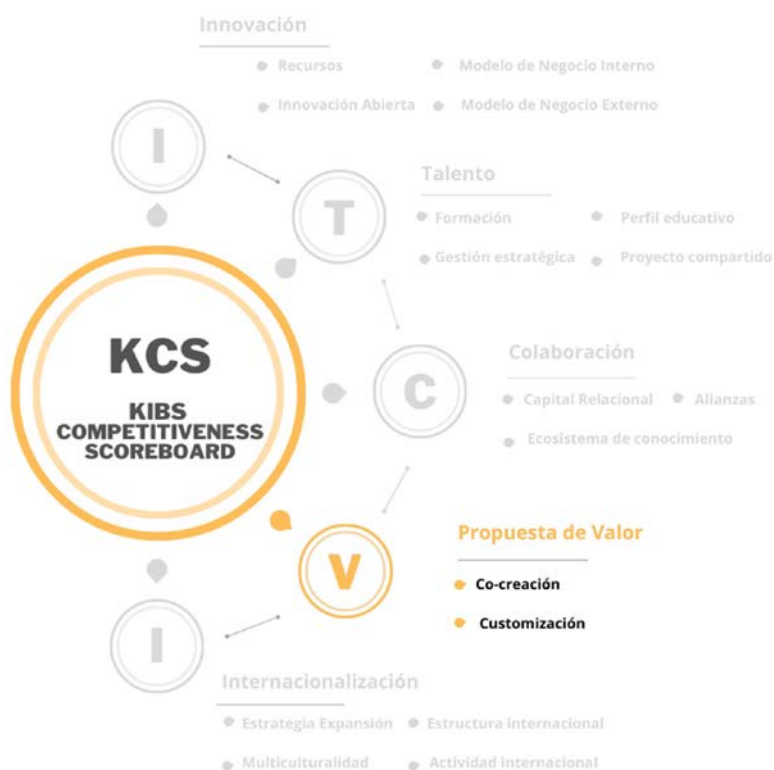 Innovación
Recursos
Modelo de Negocio Interno
Innovación Abierta
Modelo de Negocio Externo
I
T
Talento
Formación
Perfil educativo
Gestión estratégica
Proyecto compartido
KCS
KIBS
COMPETITIVENESS
SCOREBOARD
C
Colaboración
Capital Relacional
Alianzas
Ecosistema de conocimiento
V
Propuesta de Valor
Co-creación
Customización
I
Internacionalización
Estrategia Expansión
Estructura internacional
Multiculturalidad
Actividad internacional